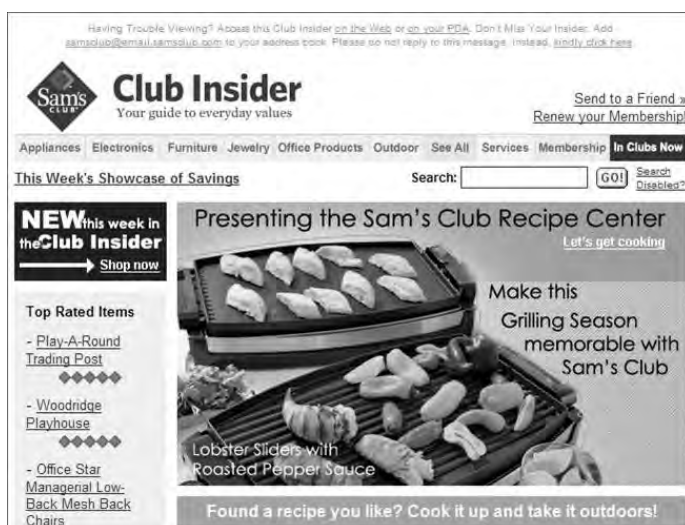 Having Trouble Viewing? Access this Club Insider on the Web or on your PDA. Don't Miss Your Insider. Add
samsclub@email.samsclub.com to your address book. Please do not reply to this message, instead, kindly click here.
Sam's
CLUB
Club Insider
Your guide to everyday values
Send to a Friend »
Renew your Membership!
Appliances Electronics Furniture Jewelry Office Products Outdoor See All Services Membership In Clubs Now
This Week's Showcase of Savings
Search:
GO!
Search
Disabled?
NEW this week in
the Club Insider
Shop now
Presenting the Sam's Club Recipe Center
Let's get cooking
Make this
Grilling Season
memorable with
Sam's Club
Lobster Sliders with
Roasted Pepper Sauce
Top Rated Items
- Play-A-Round
Trading Post
- Woodridge
Playhouse
- Office Star
Managerial Low-
Back Mesh Back
Chairs
Found a recipe you like? Cook it up and take it outdoors!